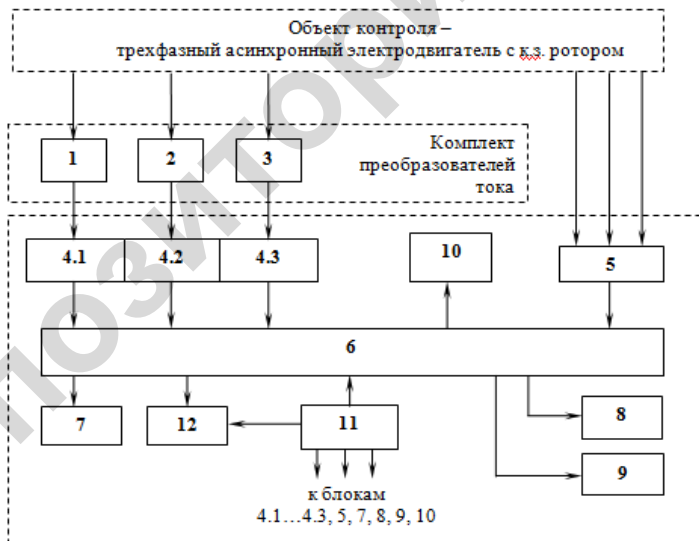 Объект контроля –
трехфазный асинхронный электродвигатель с к.з. ротором
1
2
3
Комплект
преобразователей
тока
4.1
4.2
4.3
10
5
6
7
12
11
8
9
к блокам
4.1...4.3, 5, 7, 8, 9, 10
позитори